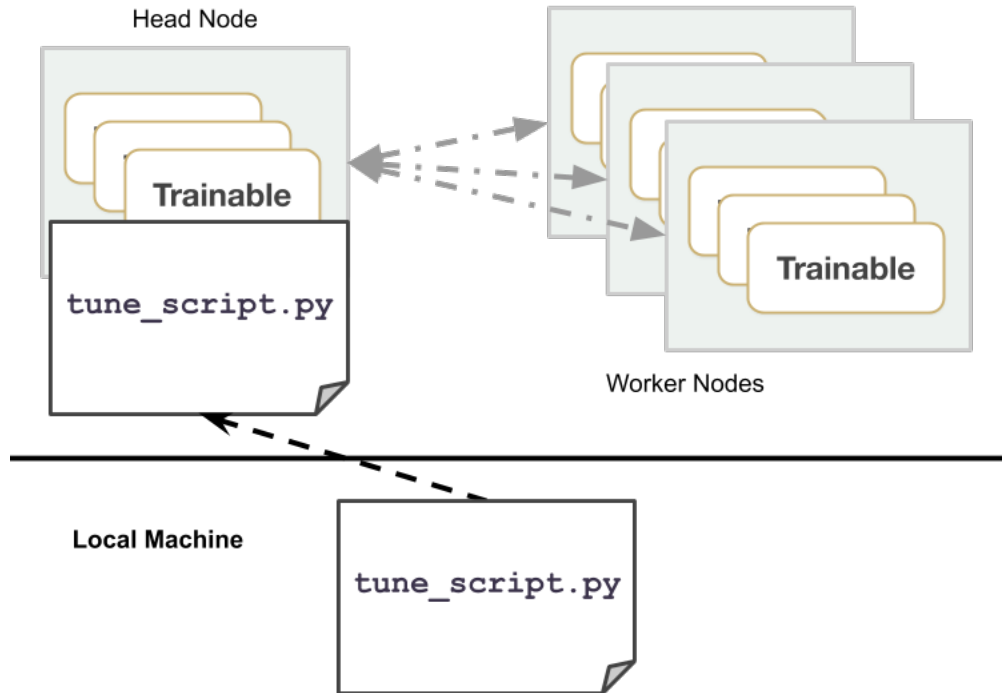 Head Node
Trainable
tune_script.py
Trainable
Worker Nodes
Local Machine
tune_script.py